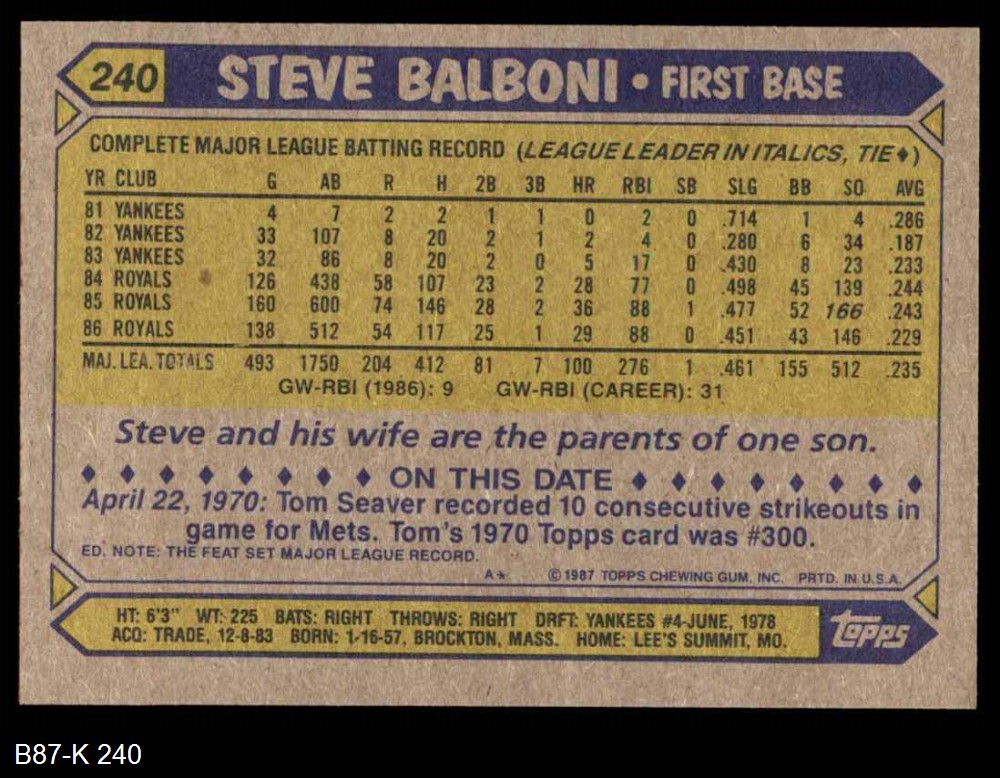 240 STEVE BALBONI • FIRST BASE
COMPLETE MAJOR LEAGUE BATTING RECORD (LEAGUE LEADER IN ITALICS, TIE♦)
YR CLUB G AB R H 2B 3B HR RBI SB SLG BB SO AVG
81 YANKEES 4 7 2 2 1 1 0 2 0 .714 1 4 .286
82 YANKEES 33 107 8 20 2 1 2 4 0 .280 6 34 .187
83 YANKEES 32 86 8 20 2 0 5 17 0 .430 8 23 .233
84 ROYALS 126 438 58 107 23 2 28 77 0 .498 45 139 .244
85 ROYALS 160 600 74 146 28 2 36 88 1 .477 52 166 .243
86 ROYALS 138 512 54 117 25 1 29 88 0 .451 43 146 .229
MAJ. LEA. TOTALS 493 1750 204 412 81 7 100 276 1 .461 155 512 .235
GW-RBI (1986): 9 GW-RBI (CAREER): 31
Steve and his wife are the parents of one son.
♦ ♦ ♦ ♦ ♦ ♦ ♦ ♦ ON THIS DATE ♦ ♦ ♦ ♦ ♦ ♦ ♦ ♦
April 22, 1970: Tom Seaver recorded 10 consecutive strikeouts in
game for Mets. Tom's 1970 Topps card was #300.
ED. NOTE: THE FEAT SET MAJOR LEAGUE RECORD.
A* © 1987 TOPPS CHEWING GUM, INC. PRTD. IN U.S.A.
HT: 6'3" WT: 225 BATS: RIGHT THROWS: RIGHT DRFT: YANKEES #4-JUNE, 1978
ACQ: TRADE, 12-8-83 BORN: 1-16-57, BROCKTON, MASS. HOME: LEE'S SUMMIT, MO.
Topps
B87-K 240